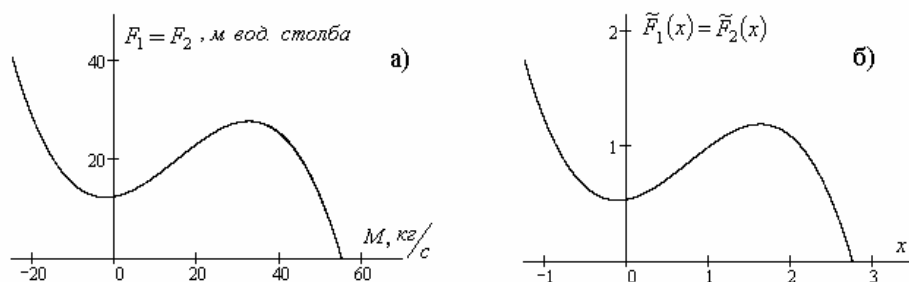 F₁ = F₂ , м вод. столба
а)
40
20
−20 0 20 40 60
M, кг/с
F̃₁(x) = F̃₂(x)
б)
2
1
−1 0 1 2 3
x